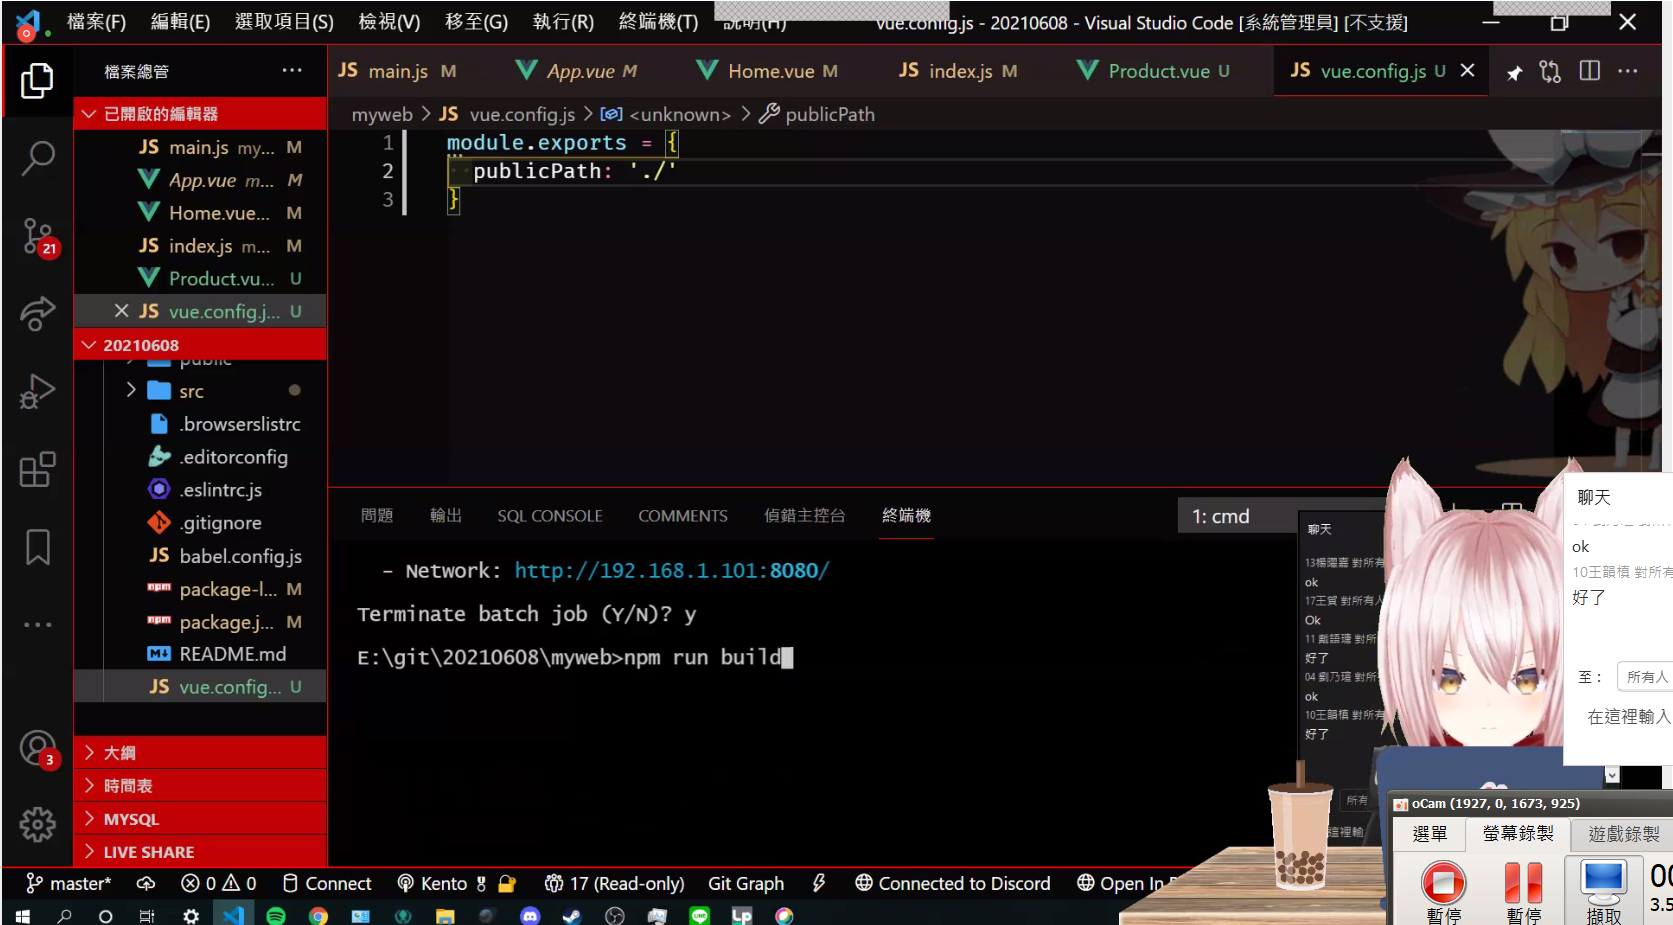 檔案(F) 編輯(E) 選取項目(S) 檢視(V) 移至(G) 執行(R) 終端機(T) 說明(H) vue.config.js - 20210608 - Visual Studio Code [系統管理員] [不支援]
檔案總管 ···
JS main.js M
App.vue M
Home.vue M
JS index.js M
Product.vue U
JS vue.config.js U
myweb > JS vue.config.js > <unknown> > publicPath
已開啟的編輯器
JS main.js my... M
App.vue m... M
Home.vue... M
JS index.js m... M
Product.vu... U
JS vue.config.j... U
20210608
public
src
.browserslistrc
.editorconfig
.eslintrc.js
.gitignore
JS babel.config.js
npm package-l... M
npm package.j... M
README.md
JS vue.config... U
大綱
時間表
MYSQL
LIVE SHARE
21
3
1 module.exports = {
2 publicPath: './'
3 }
問題 輸出 SQL CONSOLE COMMENTS 偵錯主控台 終端機 1: cmd
- Network: http://192.168.1.101:8080/
Terminate batch job (Y/N)? y
E:\git\20210608\myweb>npm run build
聊天
13楊曜嘉 對所有
ok
17王質 對所有人
Ok
好了
04 劉乃瑄 對所
ok
10王韻楨 對所有
好了
所有
這裡輸
聊天
ok
10王韻楨 對所有
好了
至： 所有人
在這裡輸入
oCam (1927, 0, 1673, 925)
選單 螢幕錄製 遊戲錄製
暫停 暫停 擷取
00
3.5
master* 0 0 Connect Kento 17 (Read-only) Git Graph Connected to Discord Open In